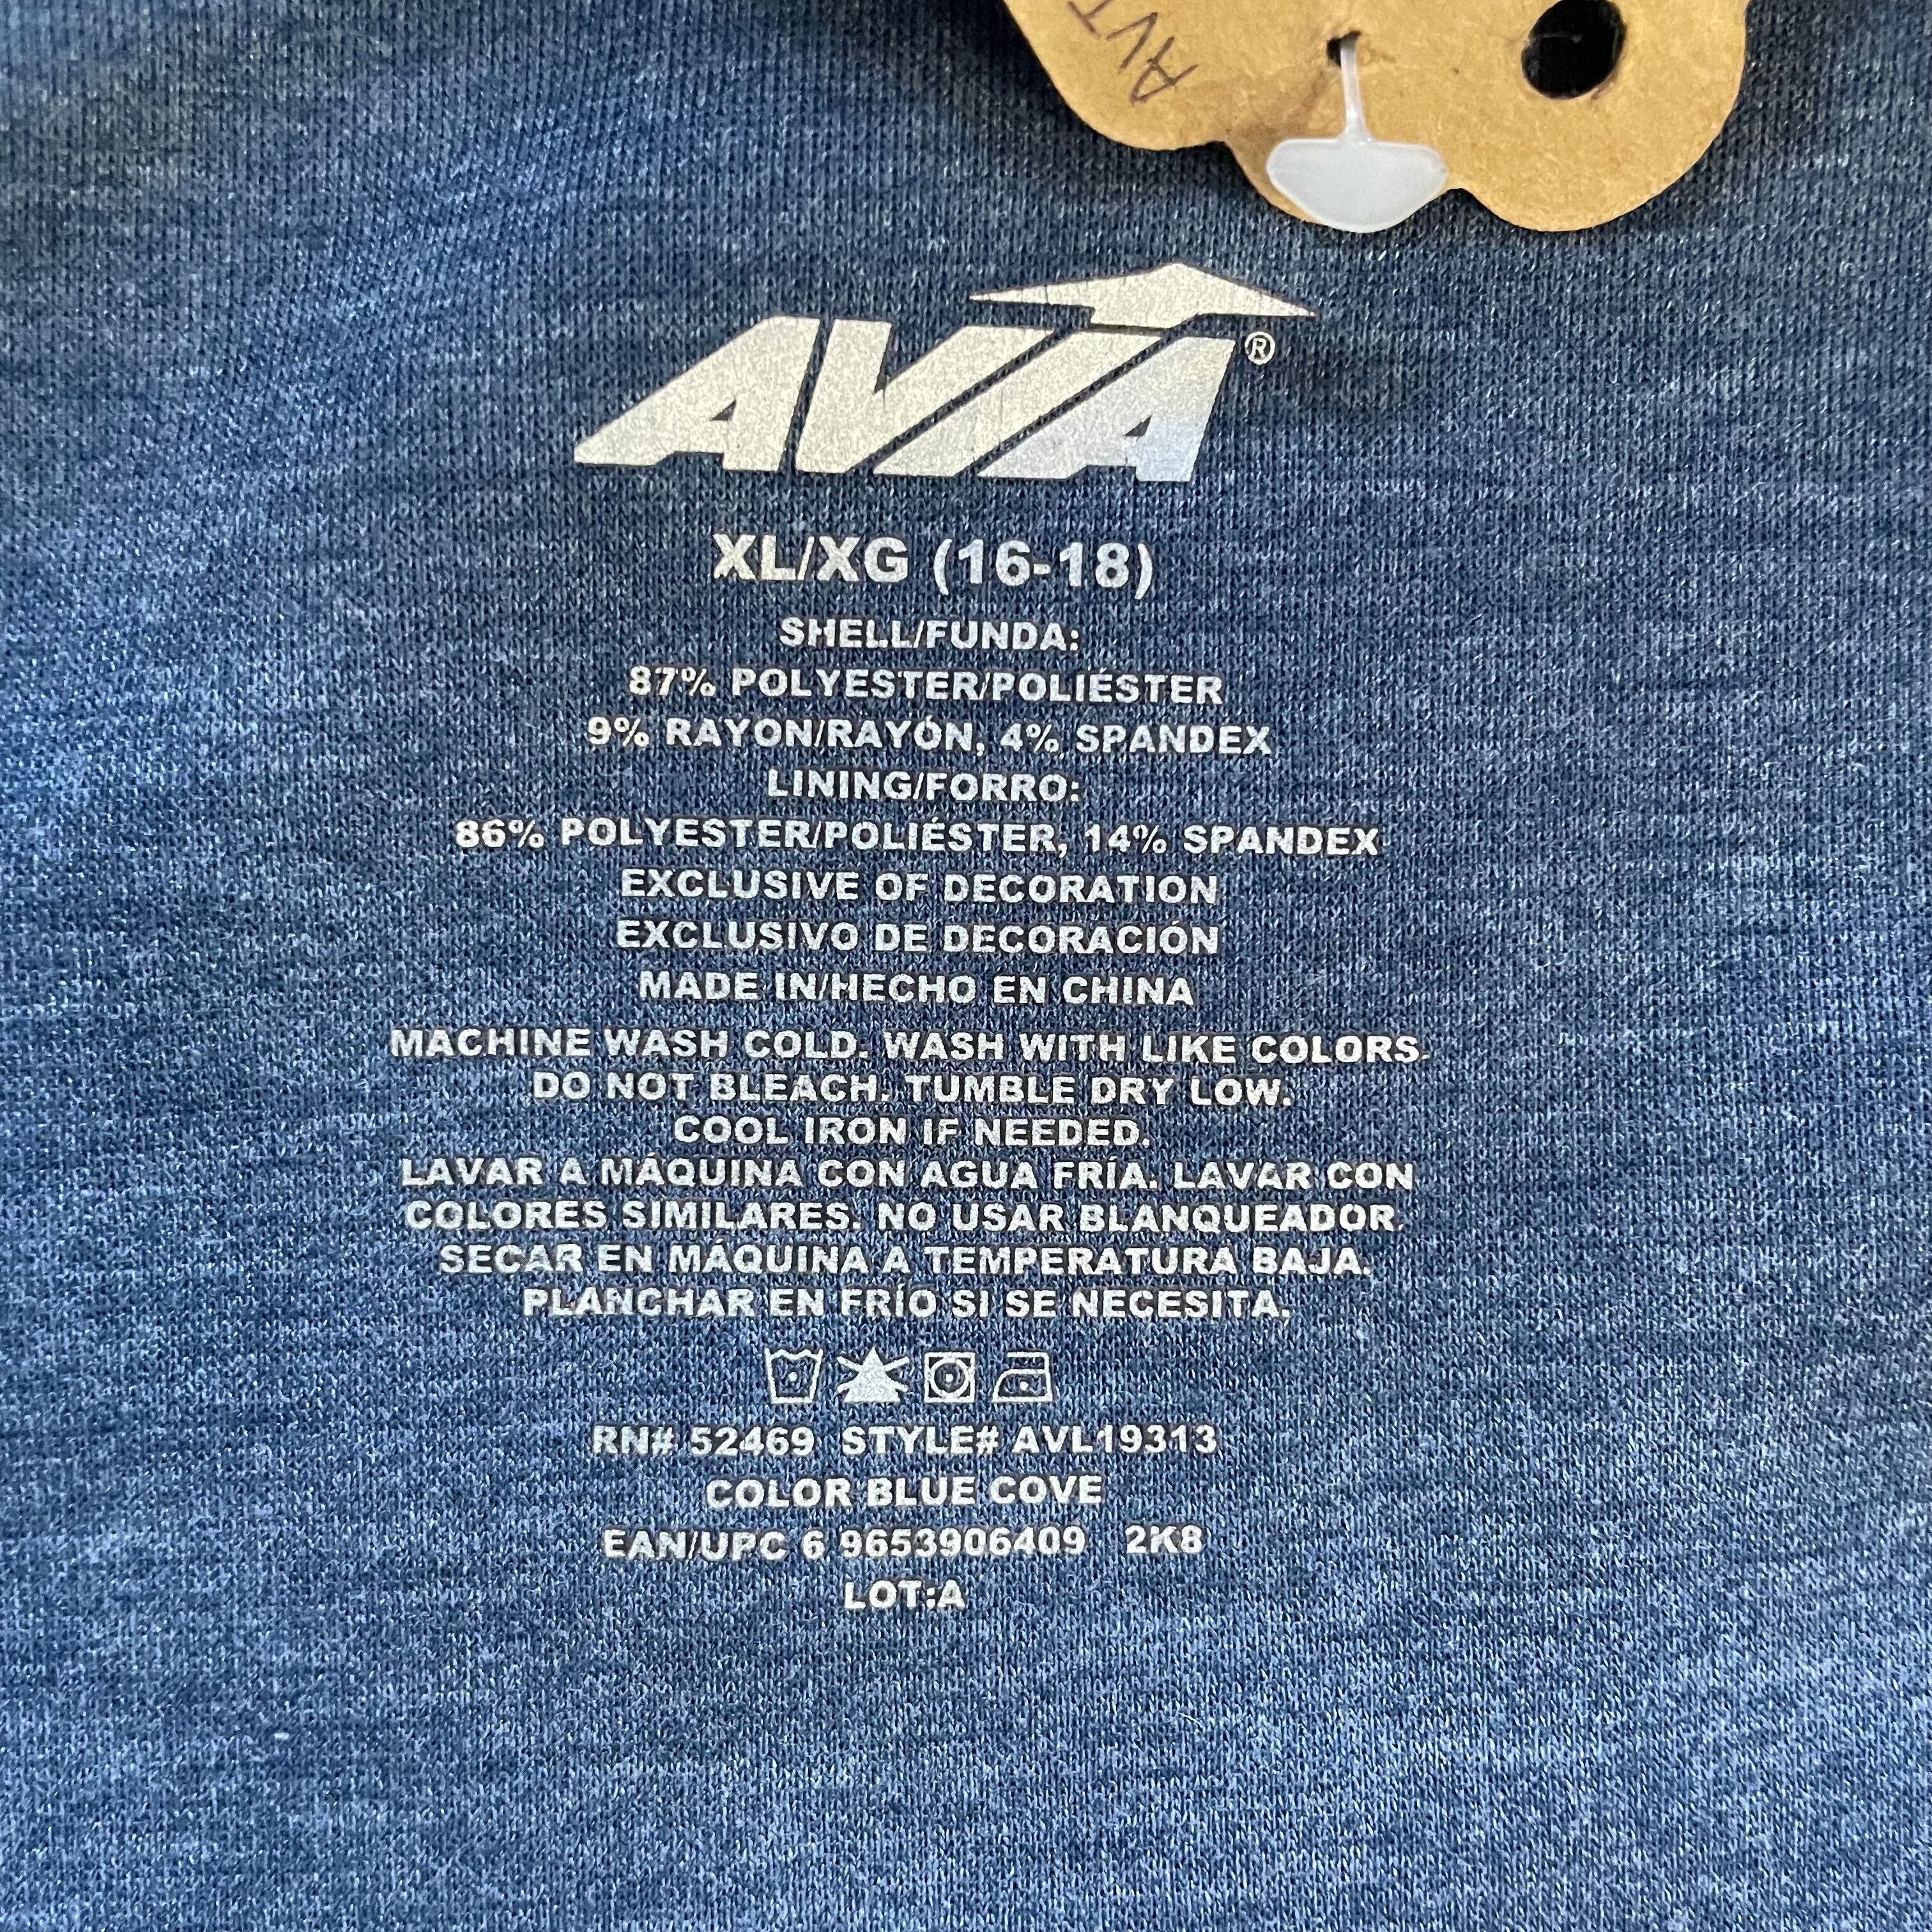 AVI
AVIA®
XL/XG (16-18)
SHELL/FUNDA:
87% POLYESTER/POLIÉSTER
9% RAYON/RAYÓN, 4% SPANDEX
LINING/FORRO:
86% POLYESTER/POLIÉSTER, 14% SPANDEX
EXCLUSIVE OF DECORATION
EXCLUSIVO DE DECORACIÓN
MADE IN/HECHO EN CHINA
MACHINE WASH COLD. WASH WITH LIKE COLORS.
DO NOT BLEACH. TUMBLE DRY LOW.
COOL IRON IF NEEDED.
LAVAR A MÁQUINA CON AGUA FRÍA. LAVAR CON
COLORES SIMILARES. NO USAR BLANQUEADOR.
SECAR EN MÁQUINA A TEMPERATURA BAJA.
PLANCHAR EN FRÍO SI SE NECESITA.
RN# 52469 STYLE# AVL19313
COLOR BLUE COVE
EAN/UPC 6 9653906409 2K8
LOT:A